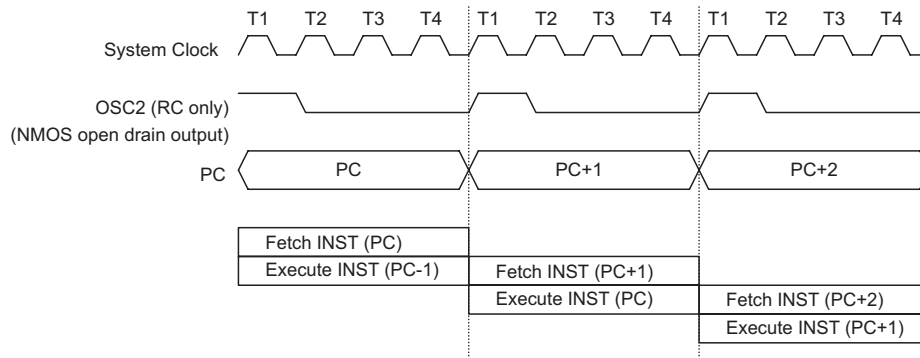 T1 T2 T3 T4 T1 T2 T3 T4 T1 T2 T3 T4
System Clock
OSC2 (RC only)
(NMOS open drain output)
PC PC PC+1 PC+2
Fetch INST (PC)
Execute INST (PC-1) Fetch INST (PC+1)
Execute INST (PC) Fetch INST (PC+2)
Execute INST (PC+1)